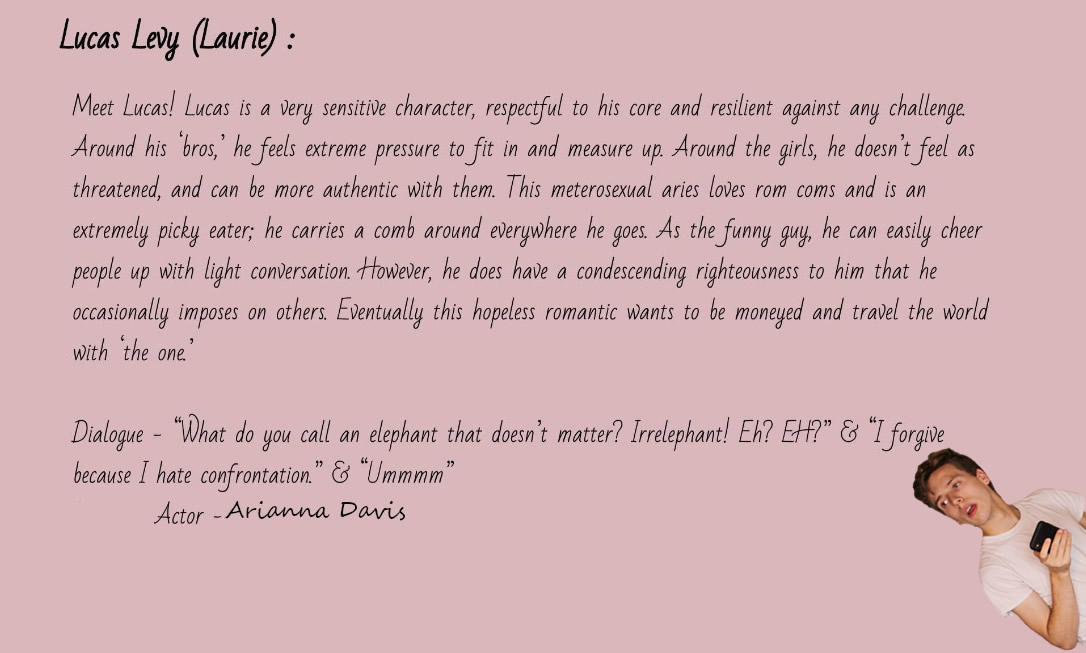 Lucas Levy (Laurie) :
Meet Lucas! Lucas is a very sensitive character, respectful to his core and resilient against any challenge.
Around his ‘bros,’ he feels extreme pressure to fit in and measure up. Around the girls, he doesn’t feel as
threatened, and can be more authentic with them. This meterosexual aries loves rom coms and is an
extremely picky eater; he carries a comb around everywhere he goes. As the funny guy, he can easily cheer
people up with light conversation. However, he does have a condescending righteousness to him that he
occasionally imposes on others. Eventually this hopeless romantic wants to be moneyed and travel the world
with ‘the one.’
Dialogue - “What do you call an elephant that doesn’t matter? Irrelephant! Eh? EH?” & “I forgive
because I hate confrontation.” & “Ummmm”
Actor - Arianna Davis